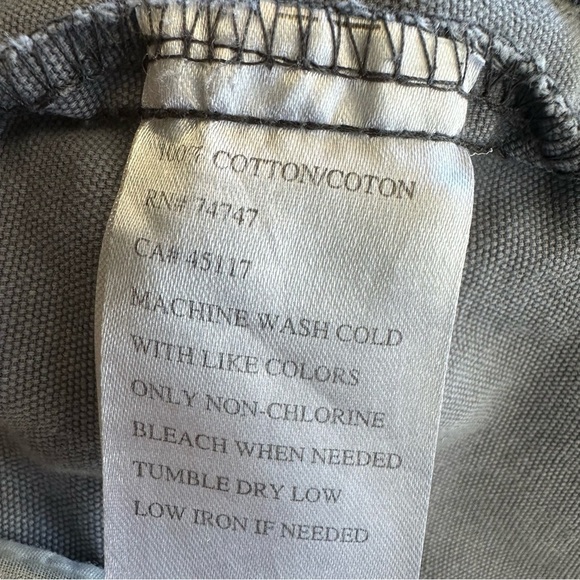 100% COTTON/COTON
RN# 74747
CA# 45117
MACHINE WASH COLD
WITH LIKE COLORS
ONLY NON-CHLORINE
BLEACH WHEN NEEDED
TUMBLE DRY LOW
LOW IRON IF NEEDED